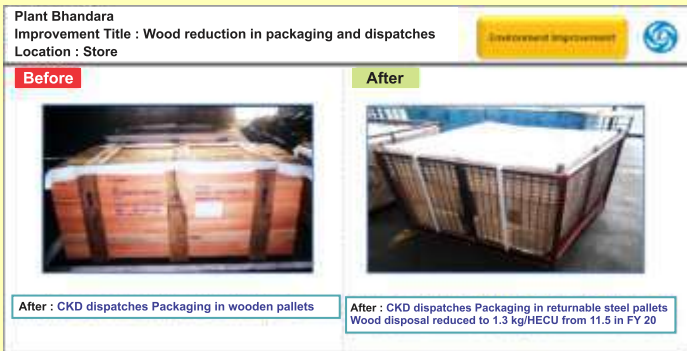 Plant Bhandara
Improvement Title : Wood reduction in packaging and dispatches
Location : Store
Environment Improvement
Before
After
After : CKD dispatches Packaging in wooden pallets
After : CKD dispatches Packaging in returnable steel pallets
Wood disposal reduced to 1.3 kg/HECU from 11.5 in FY 20